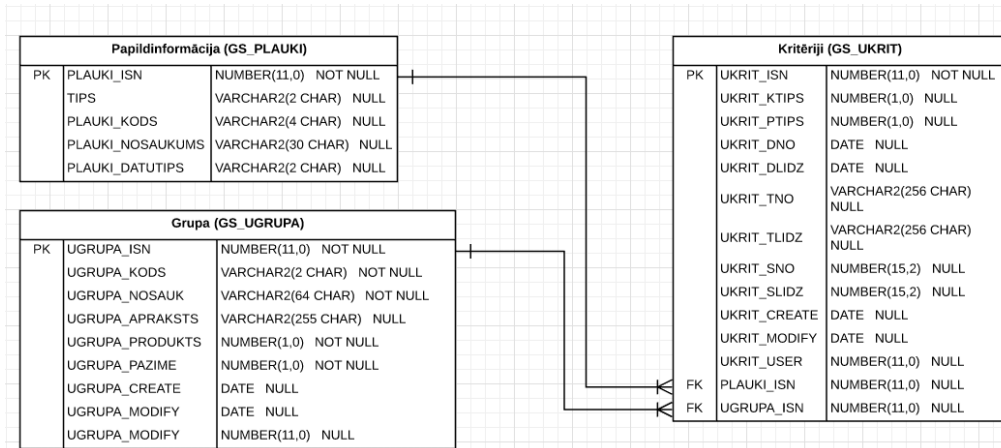 Papildinformācija (GS_PLAUKI)
PK PLAUKI_ISN NUMBER(11,0) NOT NULL
TIPS VARCHAR2(2 CHAR) NULL
PLAUKI_KODS VARCHAR2(4 CHAR) NULL
PLAUKI_NOSAUKUMS VARCHAR2(30 CHAR) NULL
PLAUKI_DATUTIPS VARCHAR2(2 CHAR) NULL
Grupa (GS_UGRUPA)
PK UGRUPA_ISN NUMBER(11,0) NOT NULL
UGRUPA_KODS VARCHAR2(2 CHAR) NOT NULL
UGRUPA_NOSAUK VARCHAR2(64 CHAR) NOT NULL
UGRUPA_APRAKSTS VARCHAR2(255 CHAR) NULL
UGRUPA_PRODUKTS NUMBER(1,0) NOT NULL
UGRUPA_PAZIME NUMBER(1,0) NOT NULL
UGRUPA_CREATE DATE NULL
UGRUPA_MODIFY DATE NULL
UGRUPA_MODIFY NUMBER(11,0) NULL
Kritēriji (GS_UKRIT)
PK UKRIT_ISN NUMBER(11,0) NOT NULL
UKRIT_KTIPS NUMBER(1,0) NULL
UKRIT_PTIPS NUMBER(1,0) NULL
UKRIT_DNO DATE NULL
UKRIT_DLIDZ DATE NULL
UKRIT_TNO VARCHAR2(256 CHAR)
NULL
UKRIT_TLIDZ VARCHAR2(256 CHAR)
NULL
UKRIT_SNO NUMBER(15,2) NULL
UKRIT_SLIDZ NUMBER(15,2) NULL
UKRIT_CREATE DATE NULL
UKRIT_MODIFY DATE NULL
UKRIT_USER NUMBER(11,0) NULL
FK PLAUKI_ISN NUMBER(11,0) NULL
FK UGRUPA_ISN NUMBER(11,0) NULL